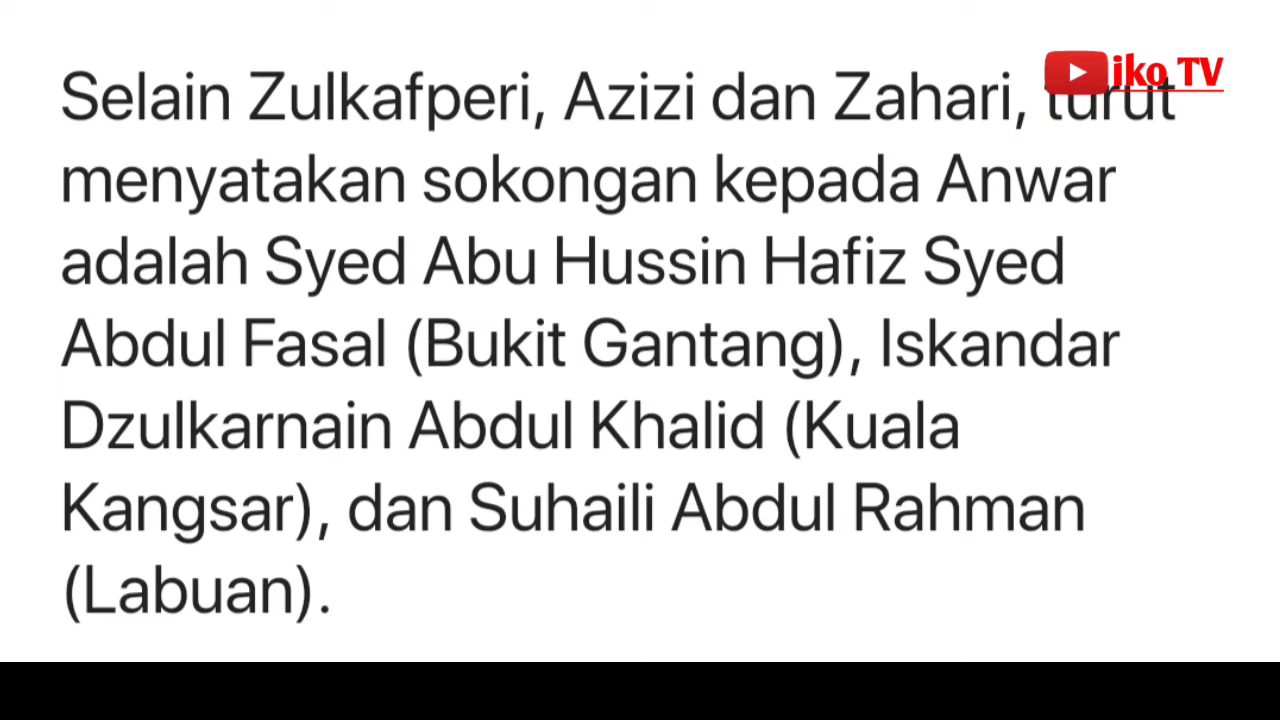 jko TV
Selain Zulkafperi, Azizi dan Zahari, turut
menyatakan sokongan kepada Anwar
adalah Syed Abu Hussin Hafiz Syed
Abdul Fasal (Bukit Gantang), Iskandar
Dzulkarnain Abdul Khalid (Kuala
Kangsar), dan Suhaili Abdul Rahman
(Labuan).